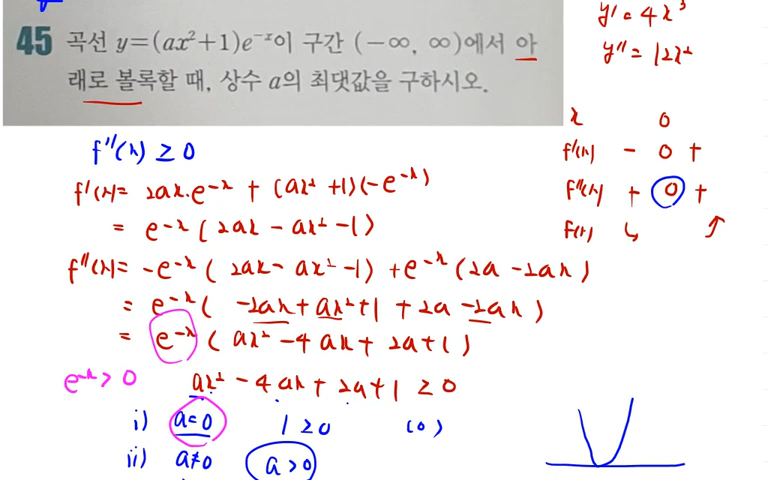 45 곡선 y=(ax²+1)e⁻ˣ이 구간 (−∞, ∞)에서 아
래로 볼록할 때, 상수 a의 최댓값을 구하시오.
y' = 4x³
y'' = 12x²
x 0
f'(x) − 0 +
f''(x) + 0 +
f(x)
f''(x) ≥ 0
f'(x) = 2ax·e⁻ˣ + (ax²+1)(−e⁻ˣ)
= e⁻ˣ(2ax − ax² − 1)
f''(x) = −e⁻ˣ(2ax − ax² − 1) + e⁻ˣ(2a − 2ax)
= e⁻ˣ(−2ax + ax² + 1 + 2a − 2ax)
= e⁻ˣ(ax² − 4ax + 2a + 1)
e⁻ˣ > 0 ax² − 4ax + 2a + 1 ≥ 0
i) a=0 1 ≥ 0 (0)
ii) a≠0 a>0